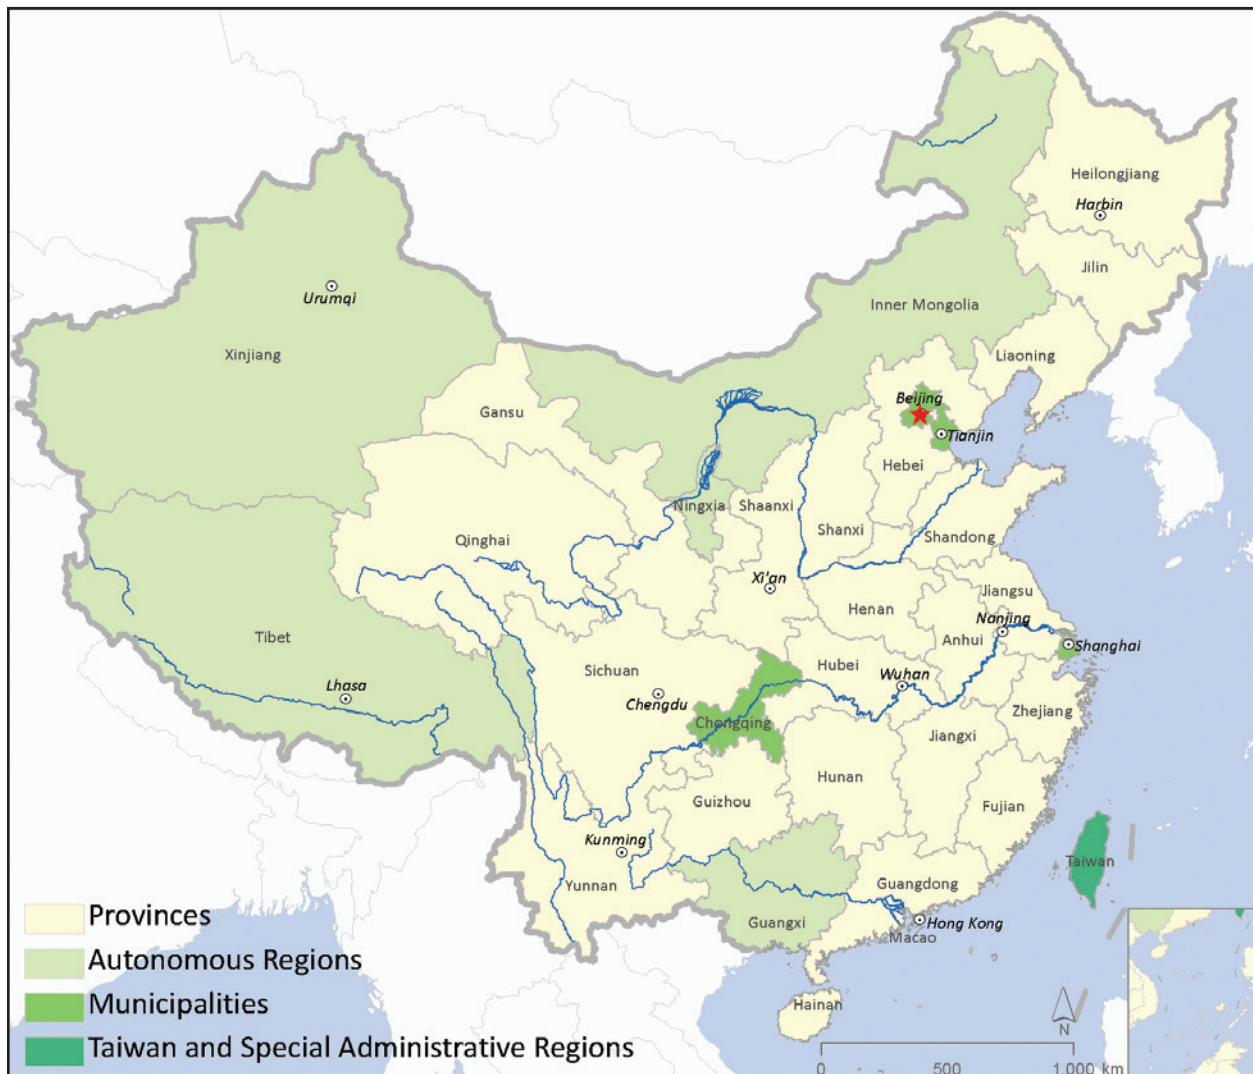 Heilongjiang
Harbin
Jilin
Urumqi
Inner Mongolia
Xinjiang
Liaoning
Beijing
Gansu
Tianjin
Hebei
Ningxia
Shaanxi
Shanxi
Shandong
Qinghai
Xi'an
Jiangsu
Henan
Nanjing
Anhui
Tibet
Shanghai
Sichuan
Hubei
Wuhan
Lhasa
Chengdu
Zhejiang
Chongqing
Jiangxi
Hunan
Guizhou
Fujian
Kunming
Taiwan
Yunnan
Guangdong
Guangxi
Hong Kong
Macao
Hainan
Provinces
Autonomous Regions
Municipalities
Taiwan and Special Administrative Regions
N
0 500 1,000 km